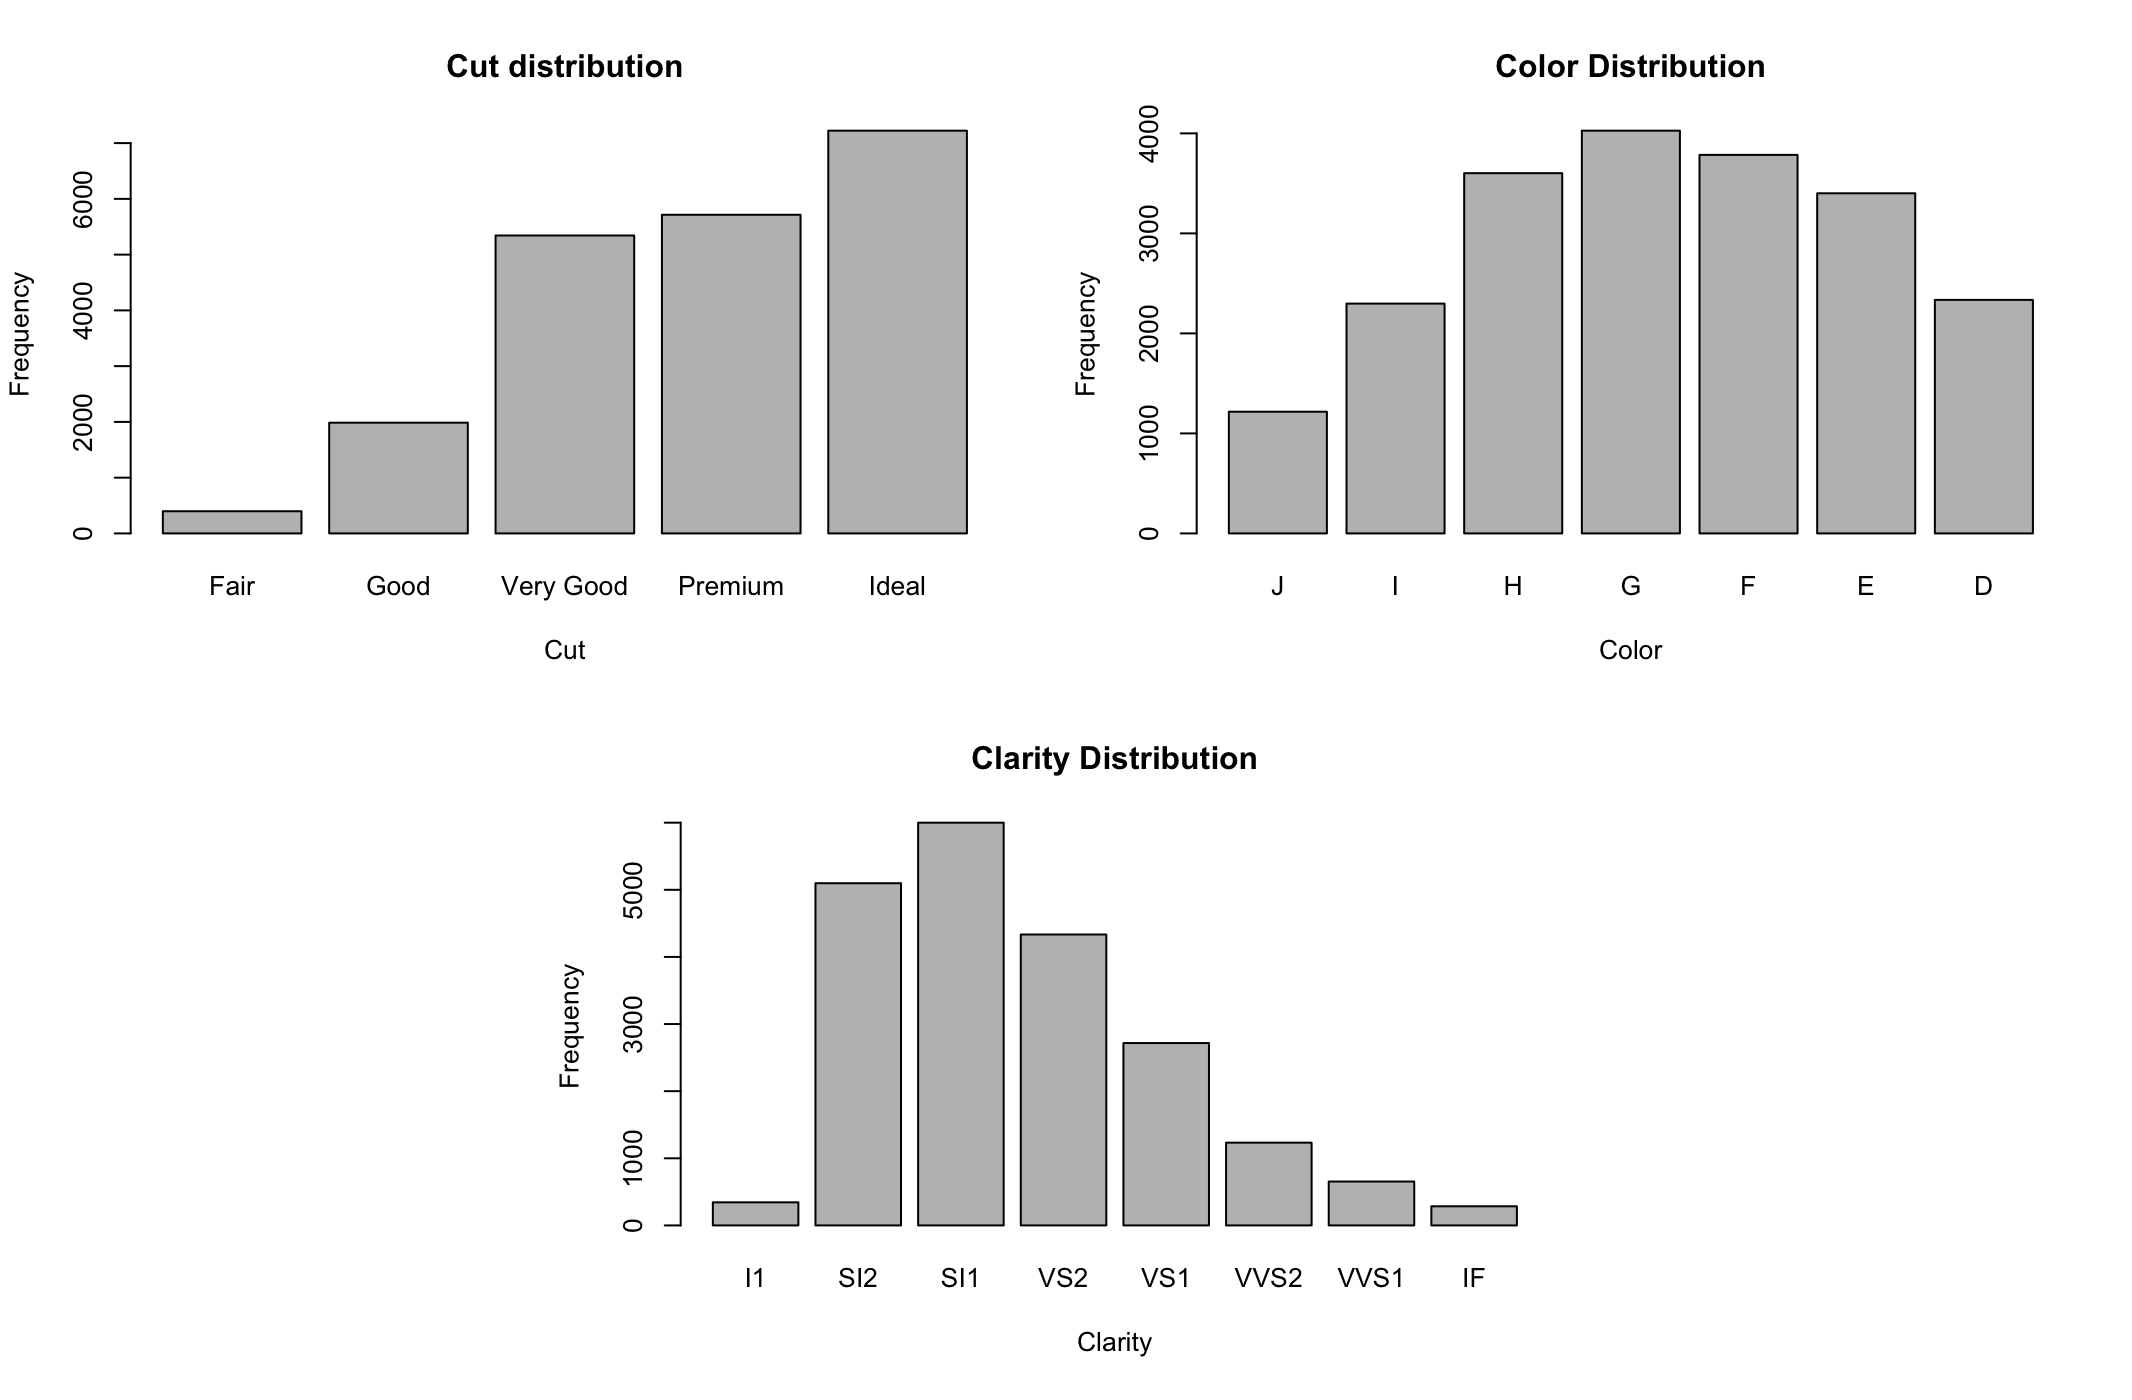 Cut distribution
Frequency
0
2000
4000
6000
Fair Good Very Good Premium Ideal
Cut
Color Distribution
Frequency
0
1000
2000
3000
4000
J I H G F E D
Color
Clarity Distribution
Frequency
0
1000
3000
5000
I1 SI2 SI1 VS2 VS1 VVS2 VVS1 IF
Clarity